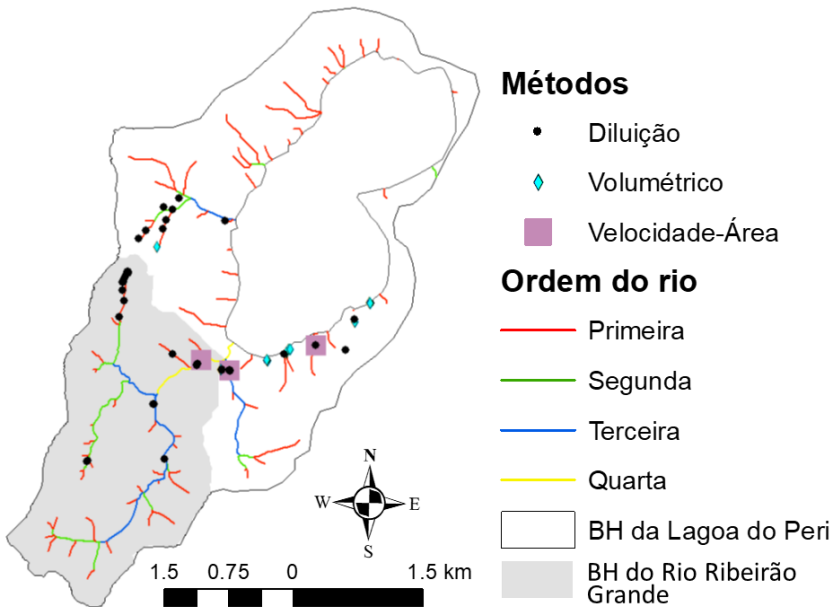 Métodos
Diluição
Volumétrico
Velocidade-Área
Ordem do rio
Primeira
Segunda
Terceira
Quarta
BH da Lagoa do Peri
BH do Rio Ribeirão
Grande
N
W E
S
1.5 0.75 0 1.5 km